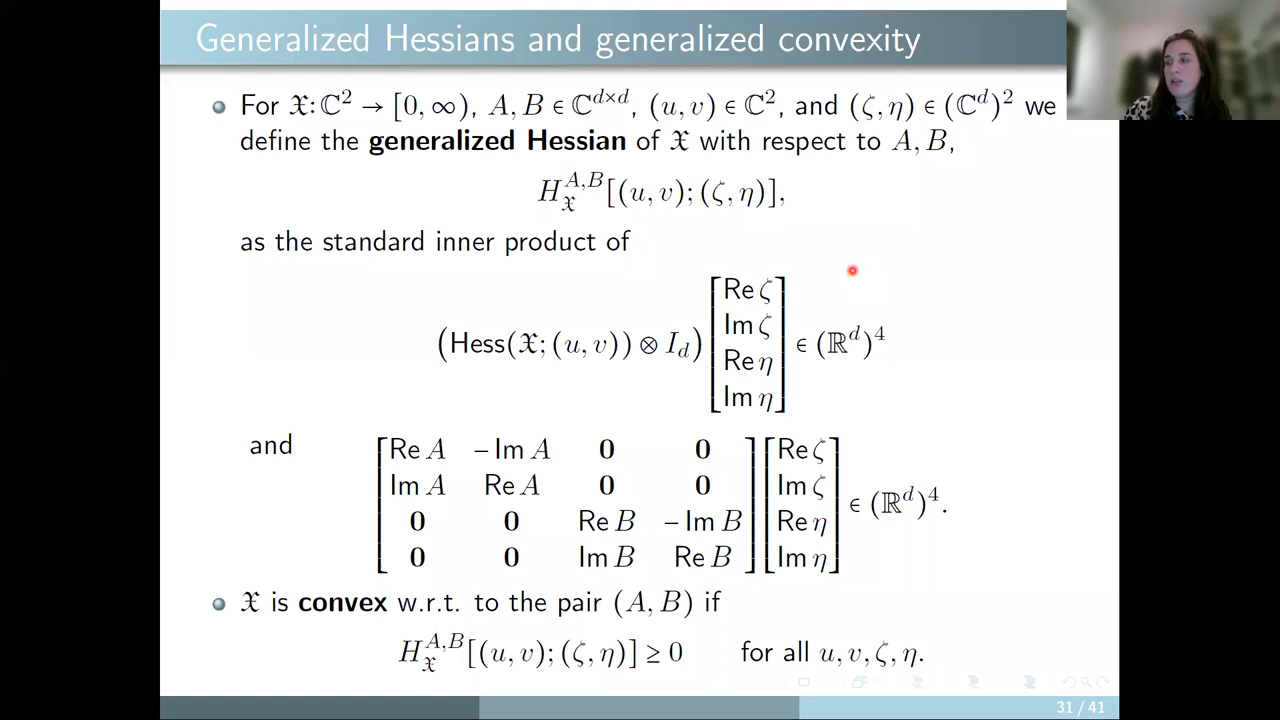 Generalized Hessians and generalized convexity
For 𝔛: ℂ² → [0, ∞), A, B ∈ ℂ^{d×d}, (u, v) ∈ ℂ², and (ζ, η) ∈ (ℂ^d)² we
define the generalized Hessian of 𝔛 with respect to A, B,
H_𝔛^{A,B}[(u, v); (ζ, η)],
as the standard inner product of
(Hess(𝔛; (u, v)) ⊗ I_d) [Re ζ
Im ζ
Re η
Im η] ∈ (ℝ^d)⁴
and
[Re A −Im A 0 0] [Re ζ]
[Im A Re A 0 0] [Im ζ]
[0 0 Re B −Im B] [Re η]
[0 0 Im B Re B] [Im η] ∈ (ℝ^d)⁴.
𝔛 is convex w.r.t. to the pair (A, B) if
H_𝔛^{A,B}[(u, v); (ζ, η)] ≥ 0 for all u, v, ζ, η.
31 / 41